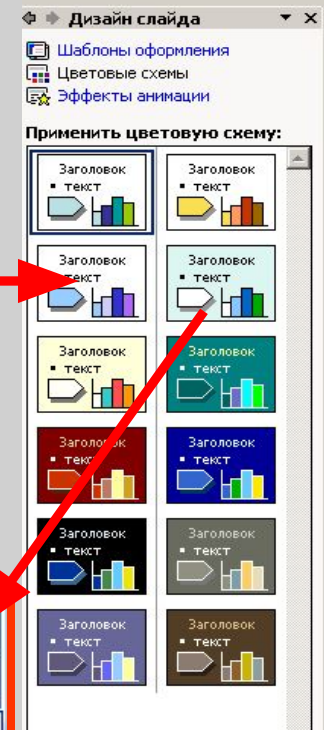 Дизайн слайда
Шаблоны оформления
Цветовые схемы
Эффекты анимации
Применить цветовую схему:
Заголовок
текст
Заголовок
текст
Заголовок
текст
Заголовок
текст
Заголовок
текст
Заголовок
текст
Заголовок
текст
Заголовок
текст
Заголовок
текст
Заголовок
текст
Заголовок
текст
Заголовок
текст